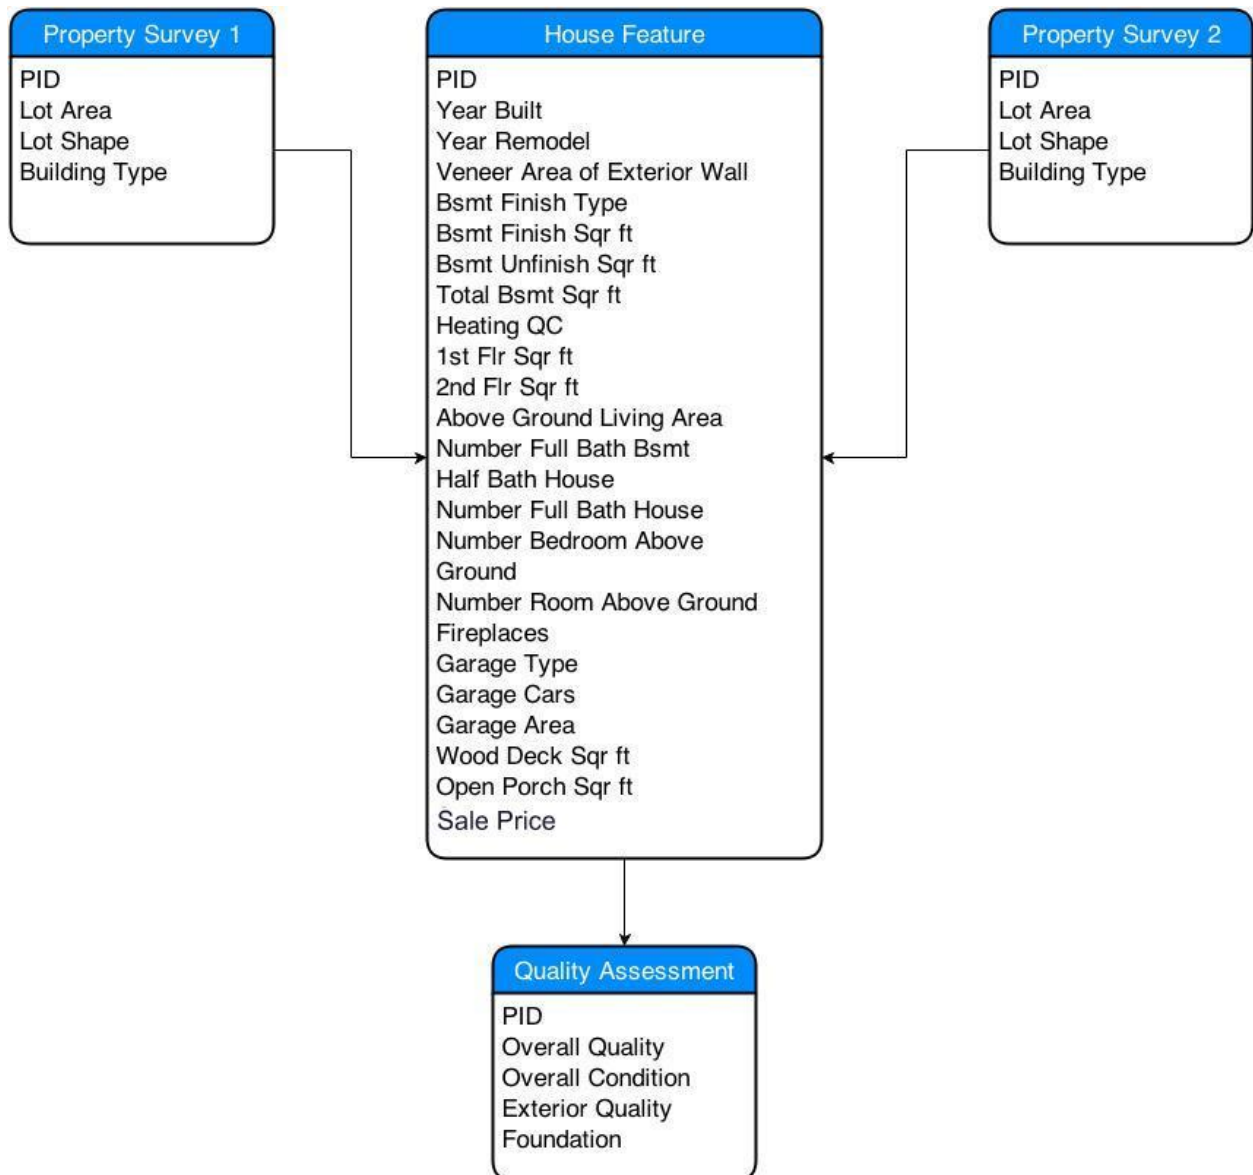 Property Survey 1
PID
Lot Area
Lot Shape
Building Type
House Feature
PID
Year Built
Year Remodel
Veneer Area of Exterior Wall
Bsmt Finish Type
Bsmt Finish Sqr ft
Bsmt Unfinish Sqr ft
Total Bsmt Sqr ft
Heating QC
1st Flr Sqr ft
2nd Flr Sqr ft
Above Ground Living Area
Number Full Bath Bsmt
Half Bath House
Number Full Bath House
Number Bedroom Above
Ground
Number Room Above Ground
Fireplaces
Garage Type
Garage Cars
Garage Area
Wood Deck Sqr ft
Open Porch Sqr ft
Sale Price
Property Survey 2
PID
Lot Area
Lot Shape
Building Type
Quality Assessment
PID
Overall Quality
Overall Condition
Exterior Quality
Foundation